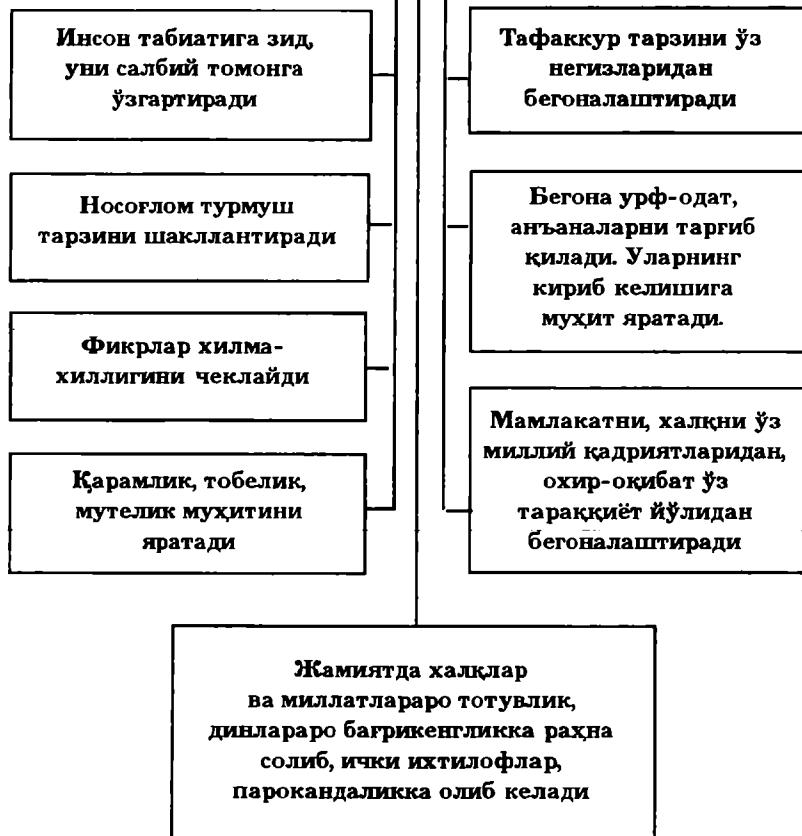 Инсон табиатига зид,
уни салбий томонга
ўзгартиради
Носоғлом турмуш
тарзини шакллантиради
Фикрлар хилма-
хиллигини чеклайди
Қарамлик, тобелик,
мутелик муҳитини
яратади
Тафаккур тарзини ўз
негизларидан
бегоналаштиради
Бегона урф-одат,
анъаналарни тарғиб
қилади. Уларнинг
кириб келишига
муҳит яратади.
Мамлакатни, халқни ўз
миллий қадриятларидан,
охир-оқибат ўз
тараққиёт йўлидан
бегоналаштиради
Жамиятда халқлар
ва миллатлараро тотувлик,
динлараро бағрикенгликка раҳна
солиб, ички ихтилофлар,
парокандаликка олиб келади